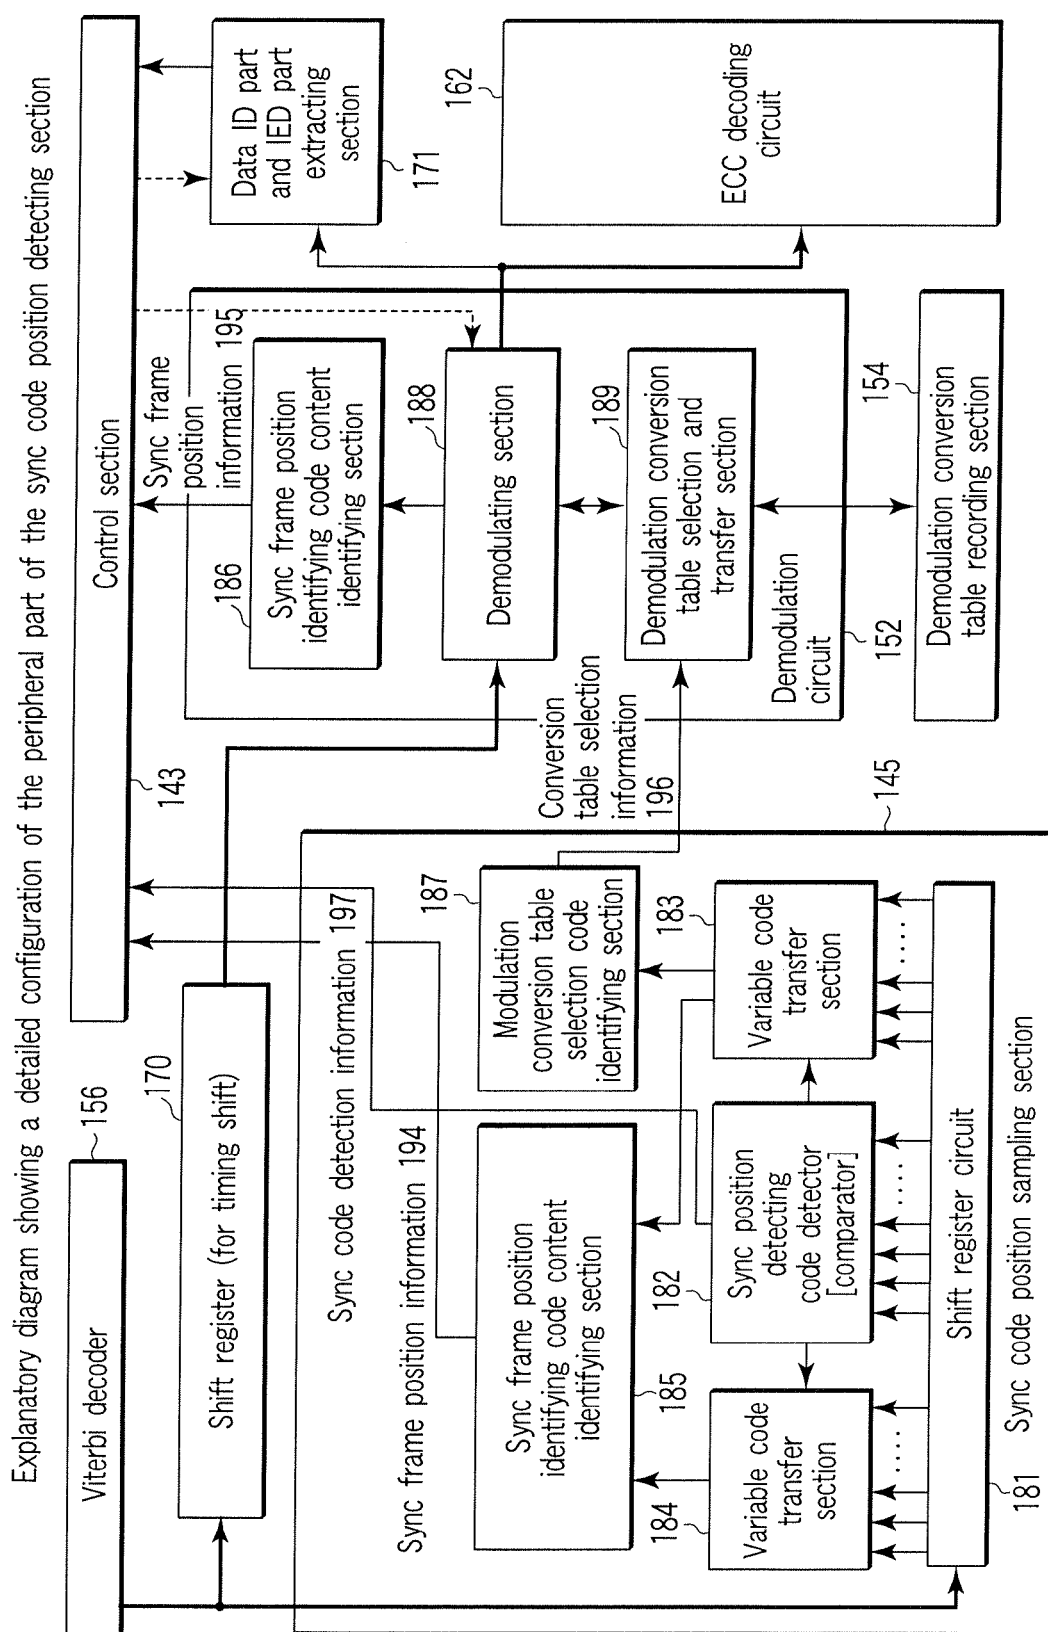 Explanatory diagram showing a detailed configuration of the peripheral part of the sync code position detecting section
Viterbi decoder
156
Control section
143
Shift register (for timing shift)
170
Data ID part
and IED part
extracting
section
171
ECC decoding
circuit
162
Sync frame
position
information 195
186
Sync frame position
identifying code content
identifying section
188
Demodulating section
189
Demodulation conversion
table selection and
transfer section
Demodulation
circuit
152
154
Demodulation conversion
table recording section
Conversion
table selection
information
196
Sync code detection information 197
Sync frame position information 194
187
Modulation
conversion table
selection code
identifying section
Sync frame position
identifying code content
identifying section
185
184
Variable code
transfer
section
182
Sync position
detecting
code detector
[comparator]
183
Variable code
transfer
section
....
....
....
Shift register circuit
181
Sync code position sampling section
145